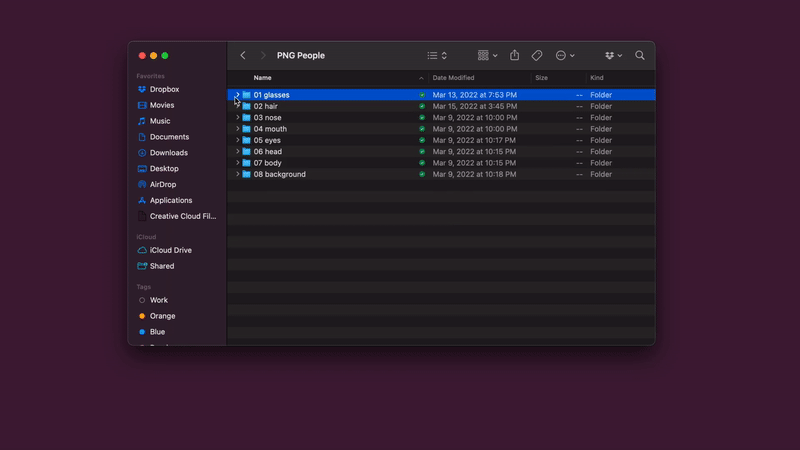 PNG People
Favorites
Dropbox
Movies
Music
Documents
Downloads
Desktop
AirDrop
Applications
Creative Cloud Fil...
iCloud
iCloud Drive
Shared
Tags
Work
Orange
Blue
Name Date Modified Size Kind
01 glasses Mar 13, 2022 at 7:53 PM -- Folder
02 hair Mar 15, 2022 at 3:45 PM -- Folder
03 nose Mar 9, 2022 at 10:00 PM -- Folder
04 mouth Mar 9, 2022 at 10:00 PM -- Folder
05 eyes Mar 9, 2022 at 10:17 PM -- Folder
06 head Mar 9, 2022 at 10:15 PM -- Folder
07 body Mar 9, 2022 at 10:15 PM -- Folder
08 background Mar 9, 2022 at 10:18 PM -- Folder